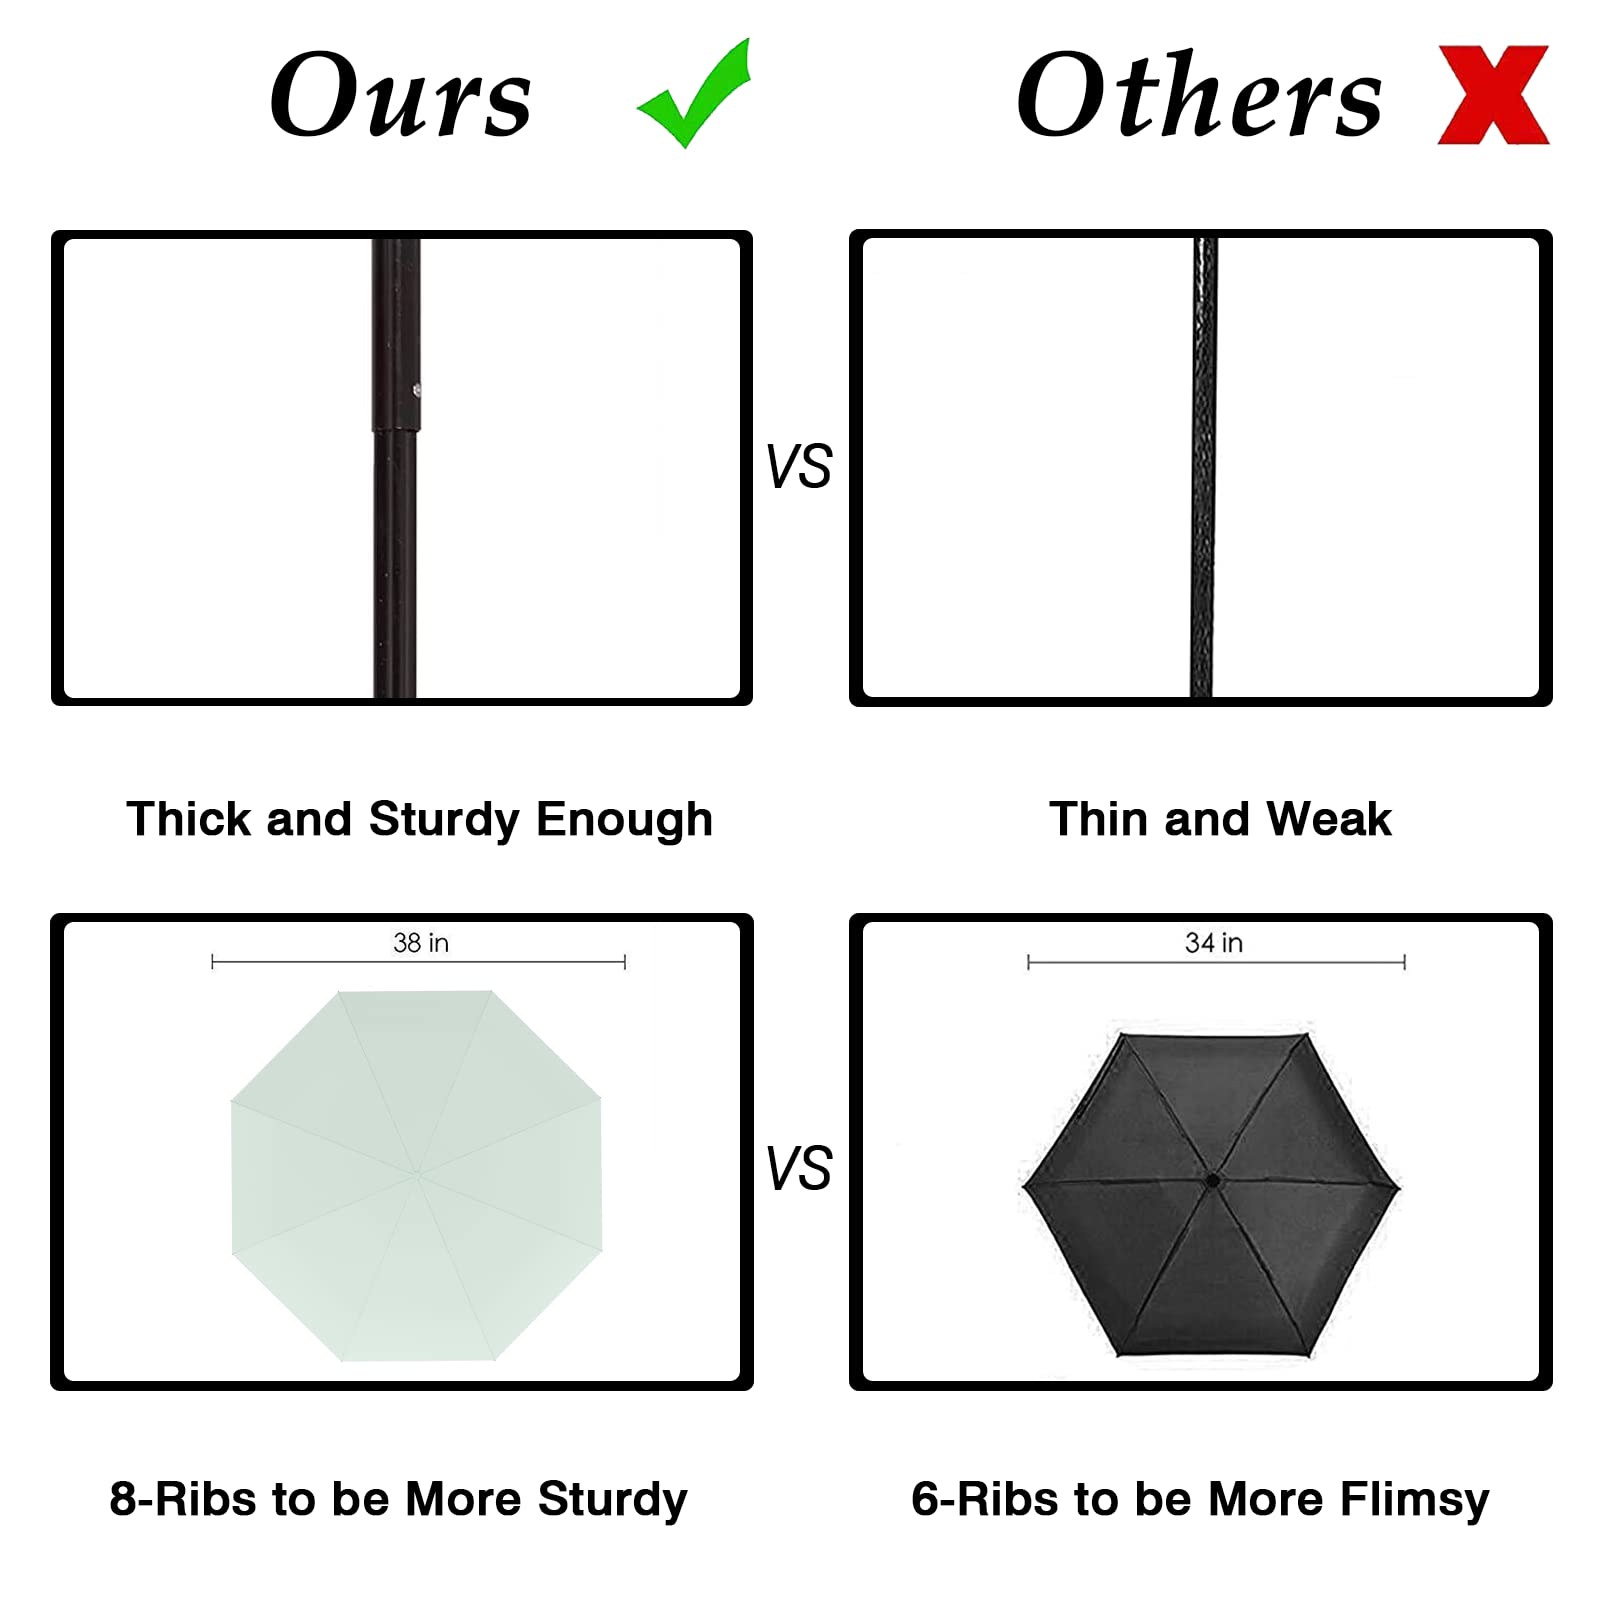 Ours
Others
VS
Thick and Sturdy Enough
Thin and Weak
38 in
34 in
VS
8-Ribs to be More Sturdy
6-Ribs to be More Flimsy